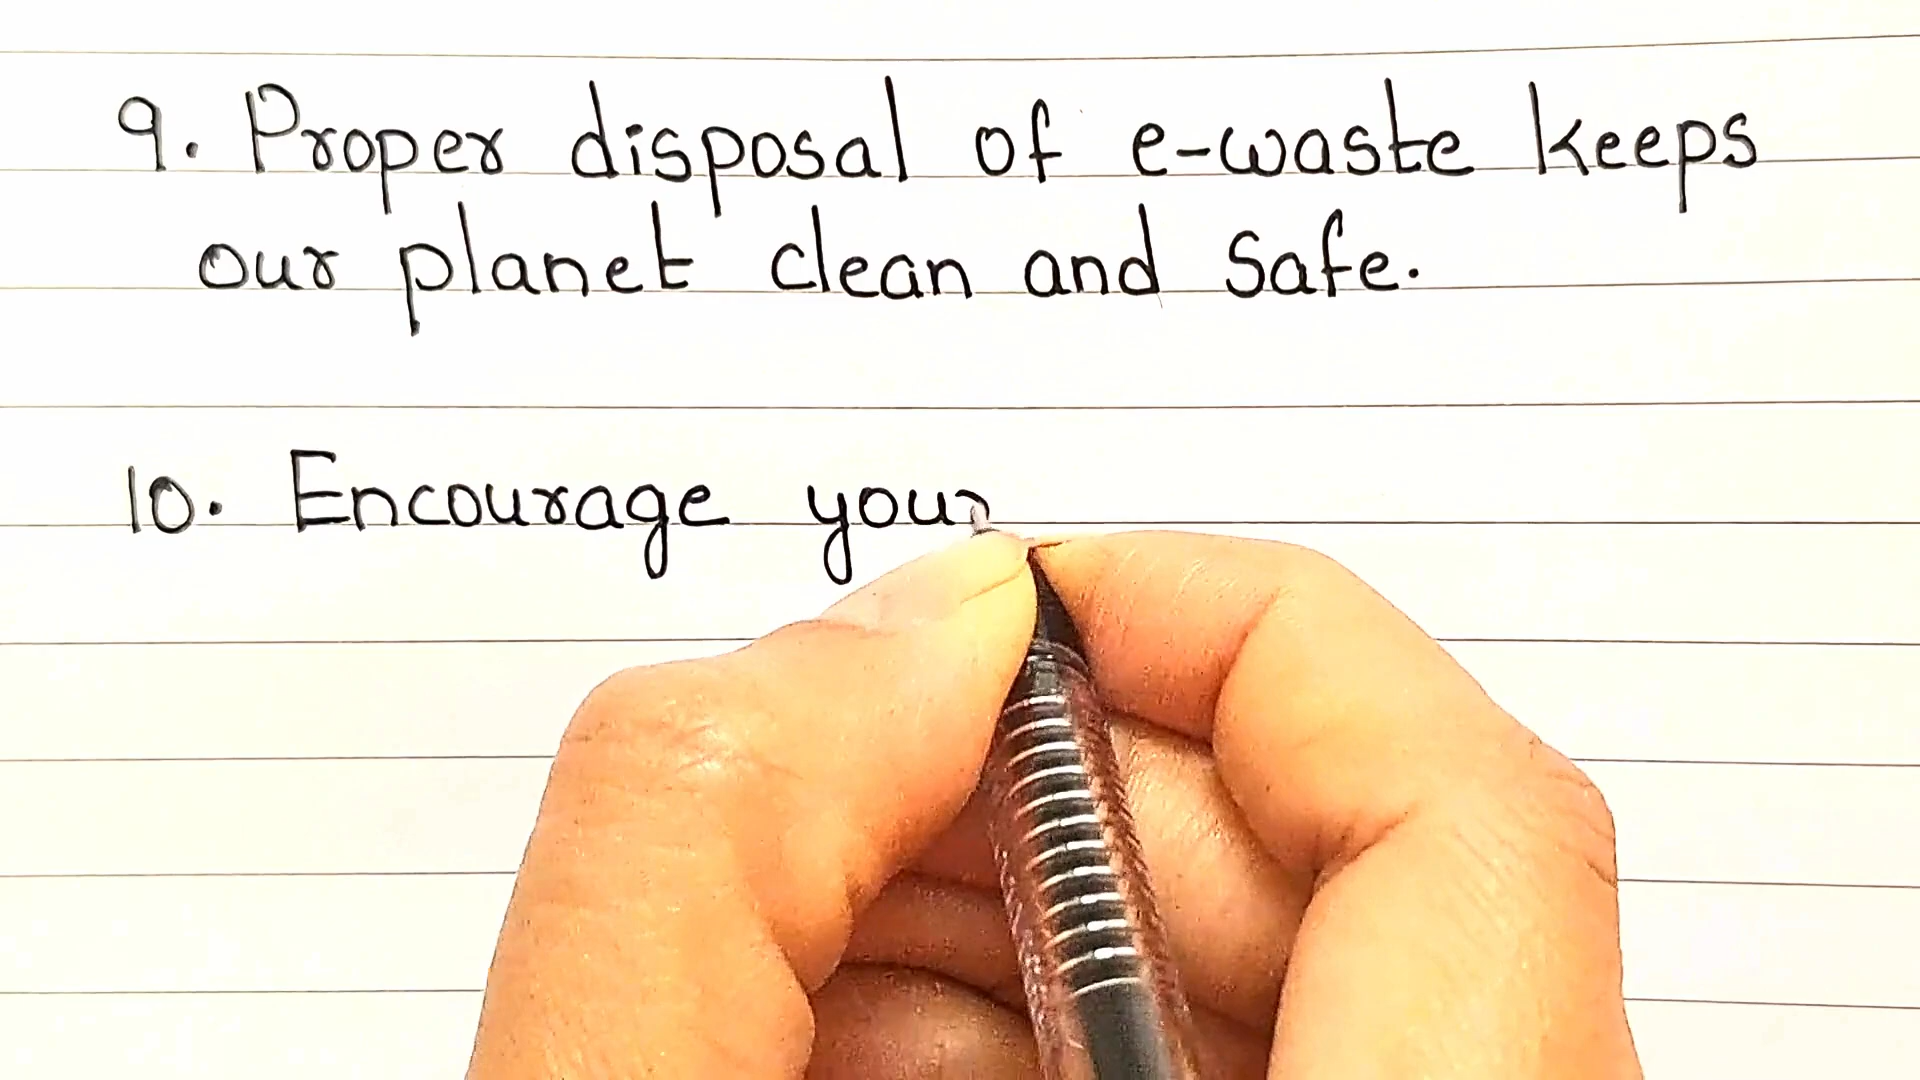 9. Proper disposal of e-waste keeps
our planet clean and safe.
10. Encourage your